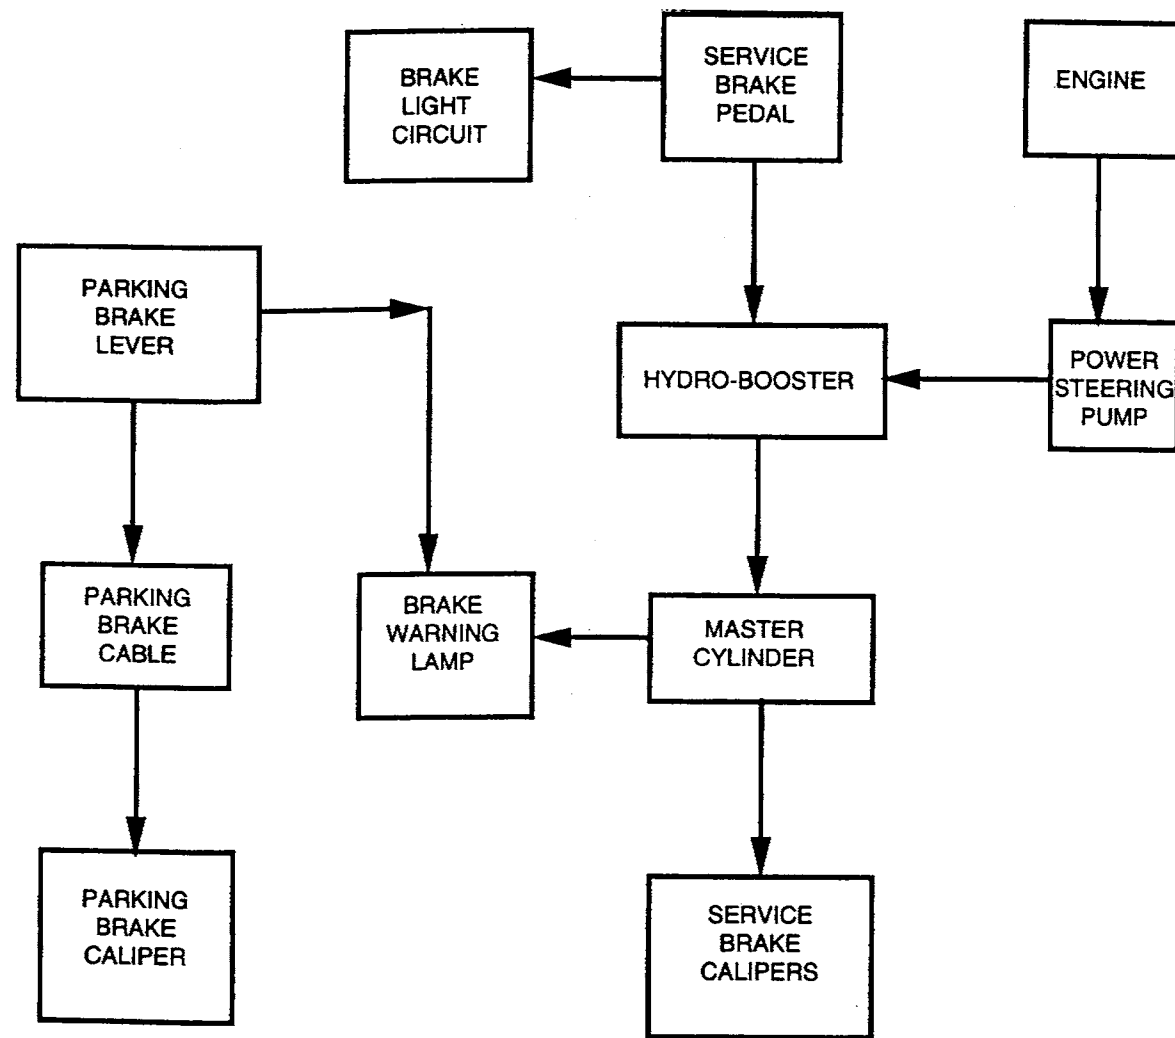 BRAKE
LIGHT
CIRCUIT
SERVICE
BRAKE
PEDAL
ENGINE
PARKING
BRAKE
LEVER
HYDRO-BOOSTER
POWER
STEERING
PUMP
PARKING
BRAKE
CABLE
BRAKE
WARNING
LAMP
MASTER
CYLINDER
PARKING
BRAKE
CALIPER
SERVICE
BRAKE
CALIPERS